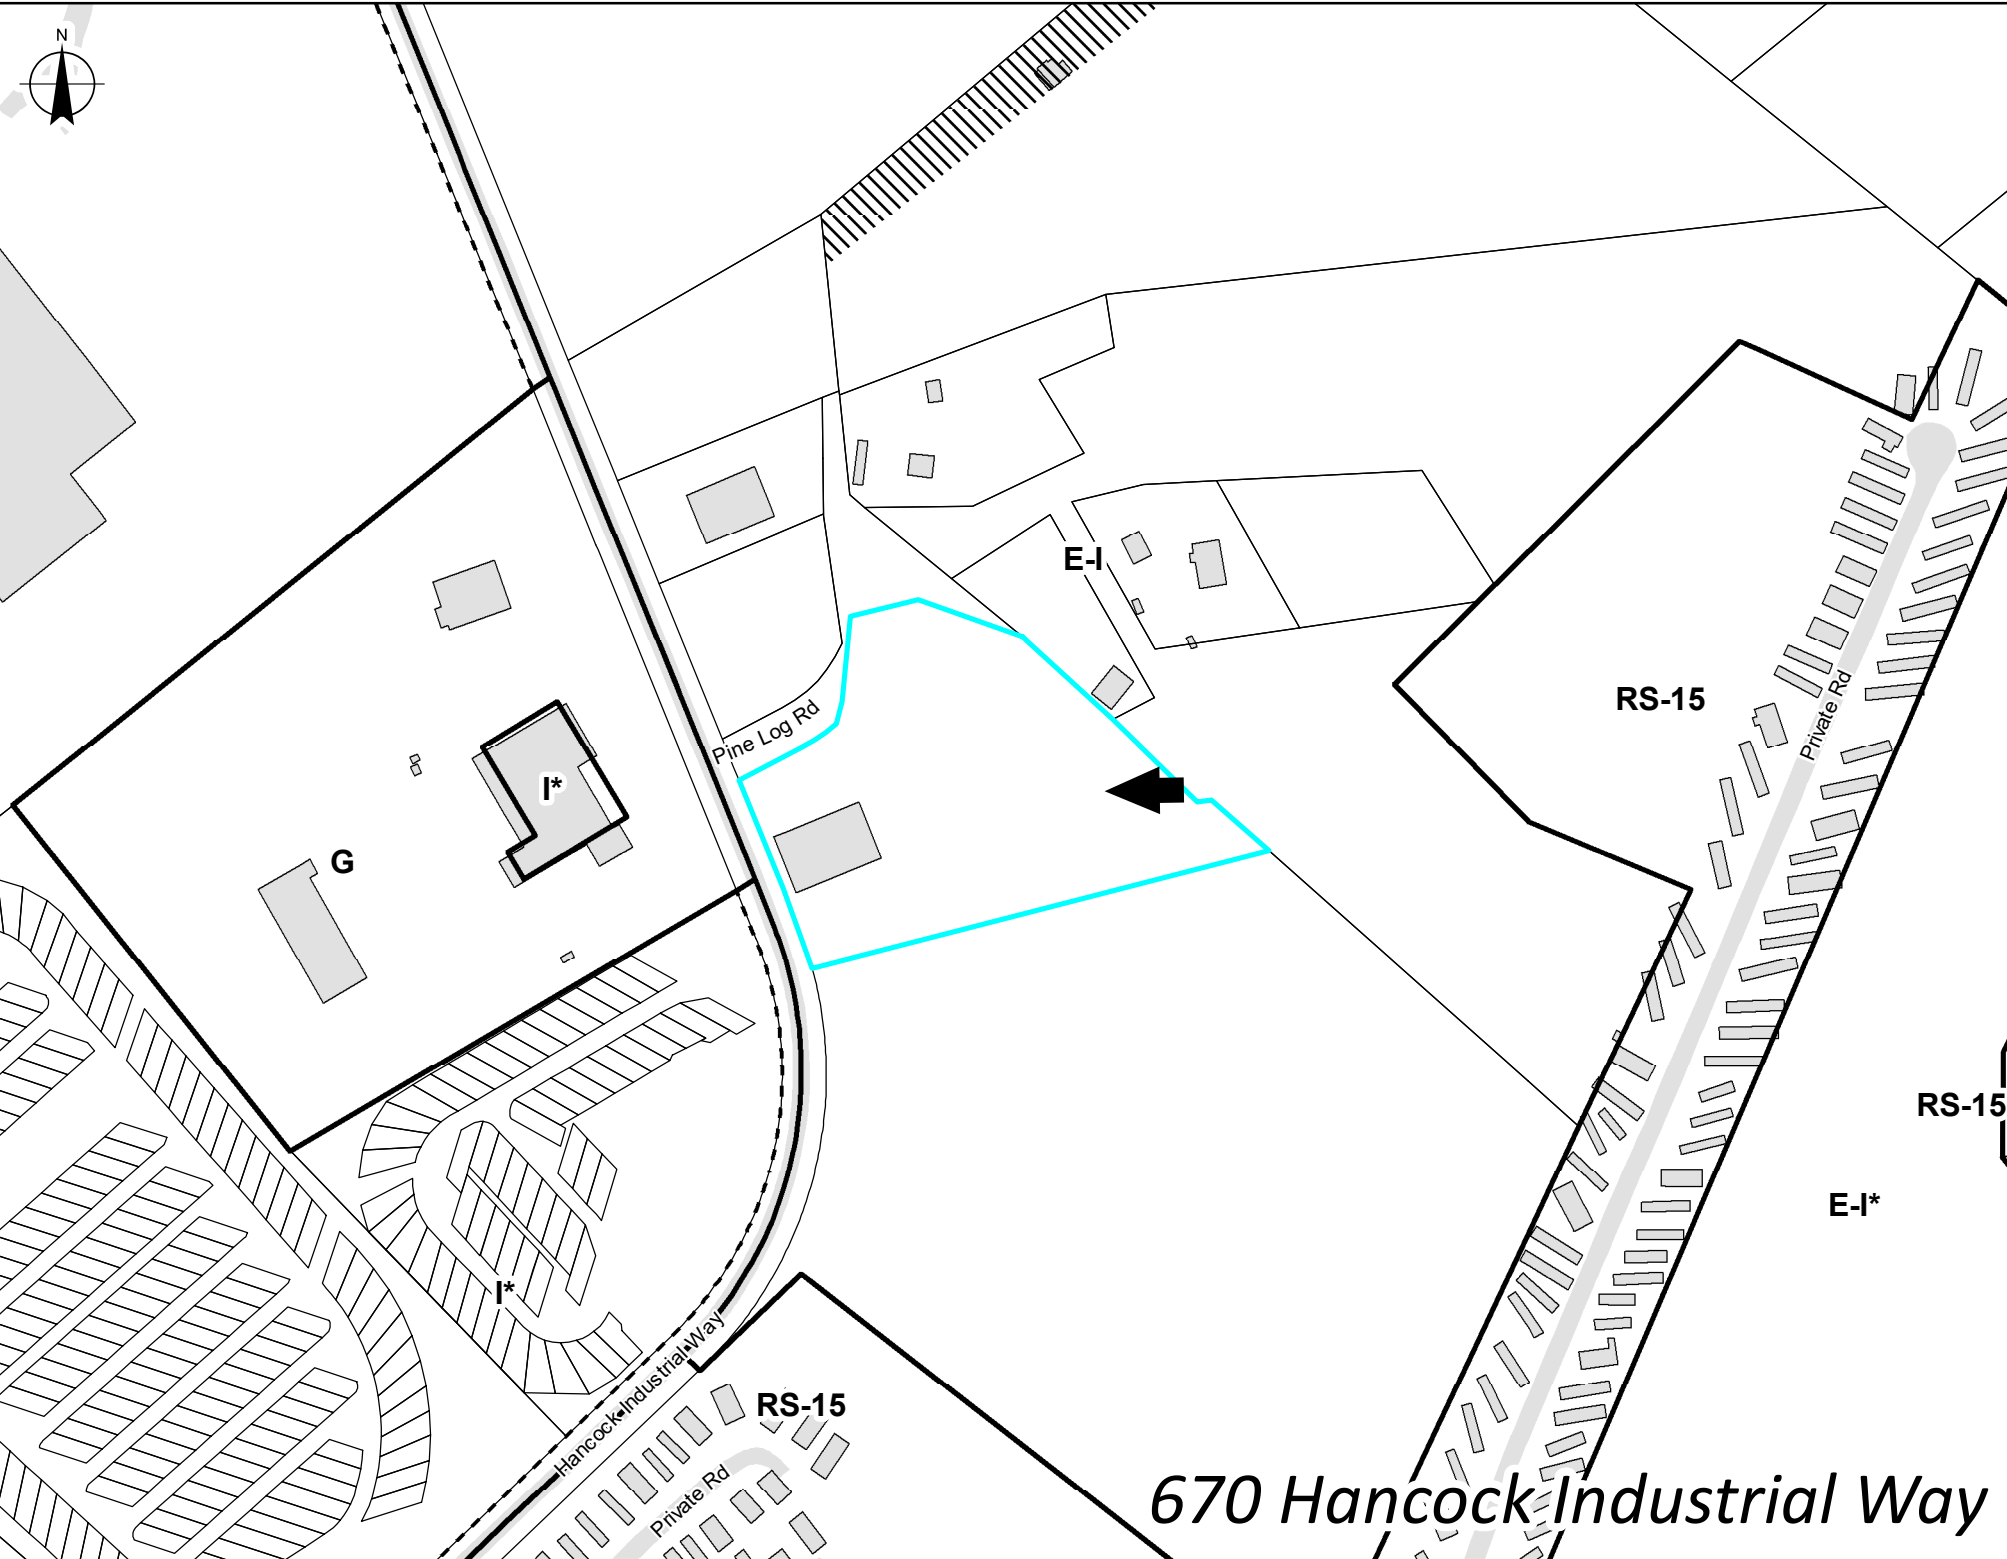 N
E-I
RS-15
Private Rd
Pine Log Rd
I*
G
RS-15
E-I*
I*
Hancock Industrial Way
RS-15
Private Rd
670 Hancock Industrial Way